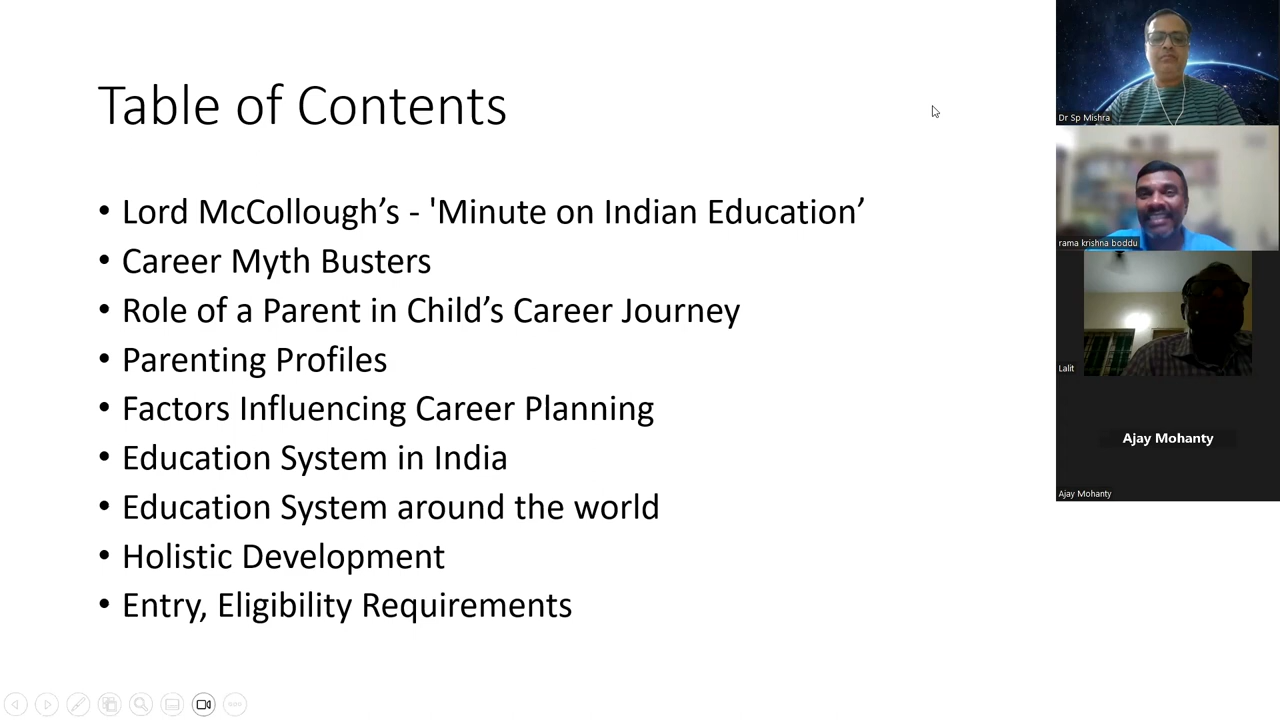 Table of Contents
• Lord McCollough’s - 'Minute on Indian Education’
• Career Myth Busters
• Role of a Parent in Child’s Career Journey
• Parenting Profiles
• Factors Influencing Career Planning
• Education System in India
• Education System around the world
• Holistic Development
• Entry, Eligibility Requirements
Dr Sp Mishra
rama krishna boddu
Lalit
Ajay Mohanty
Ajay Mohanty